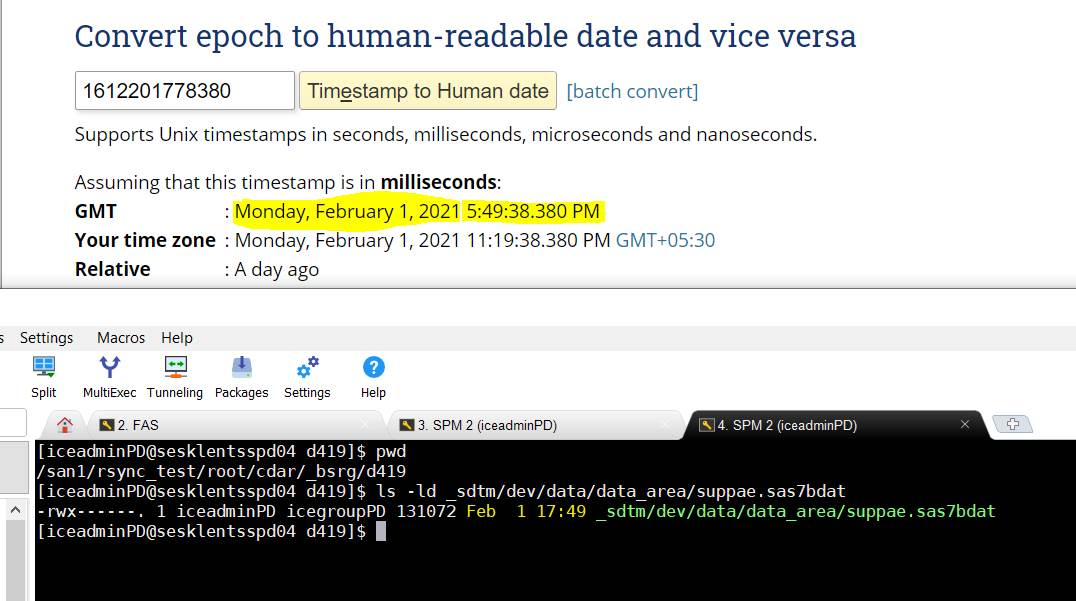 Convert epoch to human-readable date and vice versa
1612201778380 Timestamp to Human date [batch convert]
Supports Unix timestamps in seconds, milliseconds, microseconds and nanoseconds.
Assuming that this timestamp is in milliseconds:
GMT : Monday, February 1, 2021 5:49:38.380 PM
Your time zone : Monday, February 1, 2021 11:19:38.380 PM GMT+05:30
Relative : A day ago
s Settings Macros Help
Split MultiExec Tunneling Packages Settings Help
2. FAS 3. SPM 2 (iceadminPD) 4. SPM 2 (iceadminPD)
[iceadminPD@sesklentsspd04 d419]$ pwd
/san1/rsync_test/root/cdar/_bsrg/d419
[iceadminPD@sesklentsspd04 d419]$ ls -ld _sdtm/dev/data/data_area/suppae.sas7bdat
-rwx------. 1 iceadminPD icegroupPD 131072 Feb  1 17:49 _sdtm/dev/data/data_area/suppae.sas7bdat
[iceadminPD@sesklentsspd04 d419]$